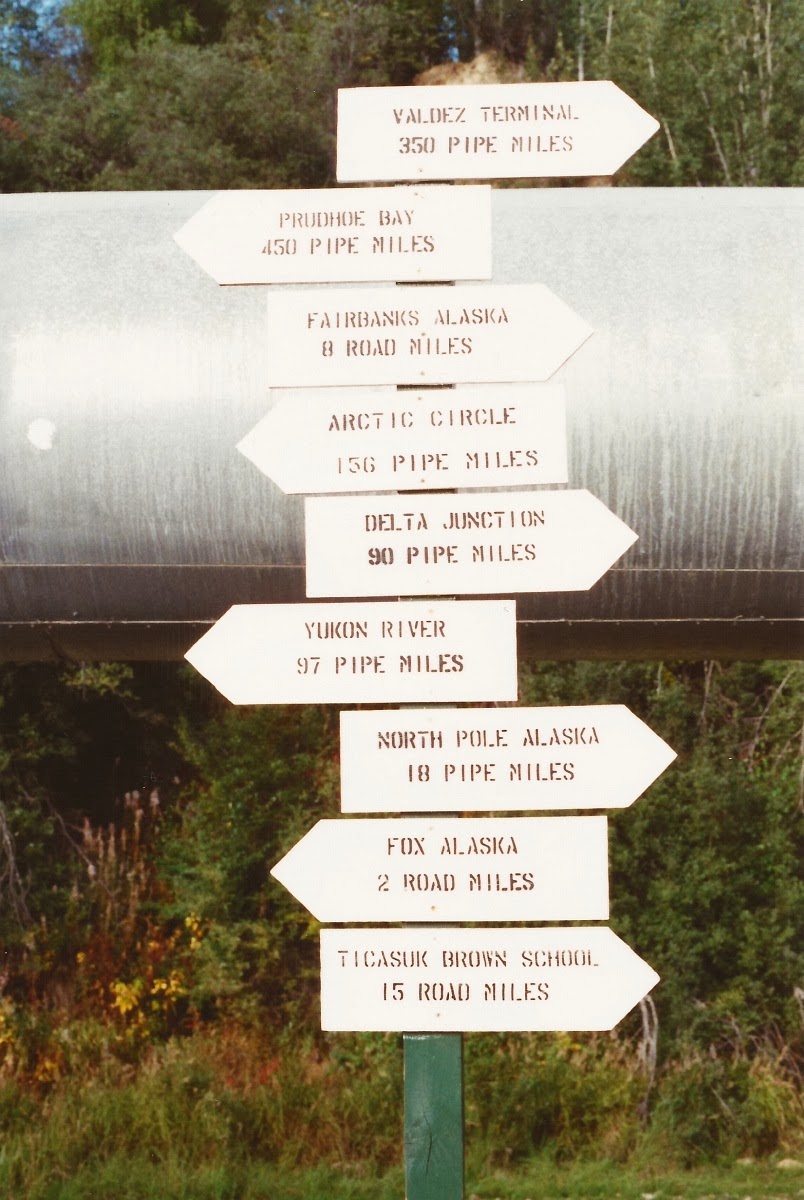 VALDEZ TERMINAL
350 PIPE MILES
PRUDHOE BAY
450 PIPE MILES
FAIRBANKS ALASKA
8 ROAD MILES
ARCTIC CIRCLE
156 PIPE MILES
DELTA JUNCTION
90 PIPE MILES
YUKON RIVER
97 PIPE MILES
NORTH POLE ALASKA
18 PIPE MILES
FOX ALASKA
2 ROAD MILES
TICASUK BROWN SCHOOL
15 ROAD MILES